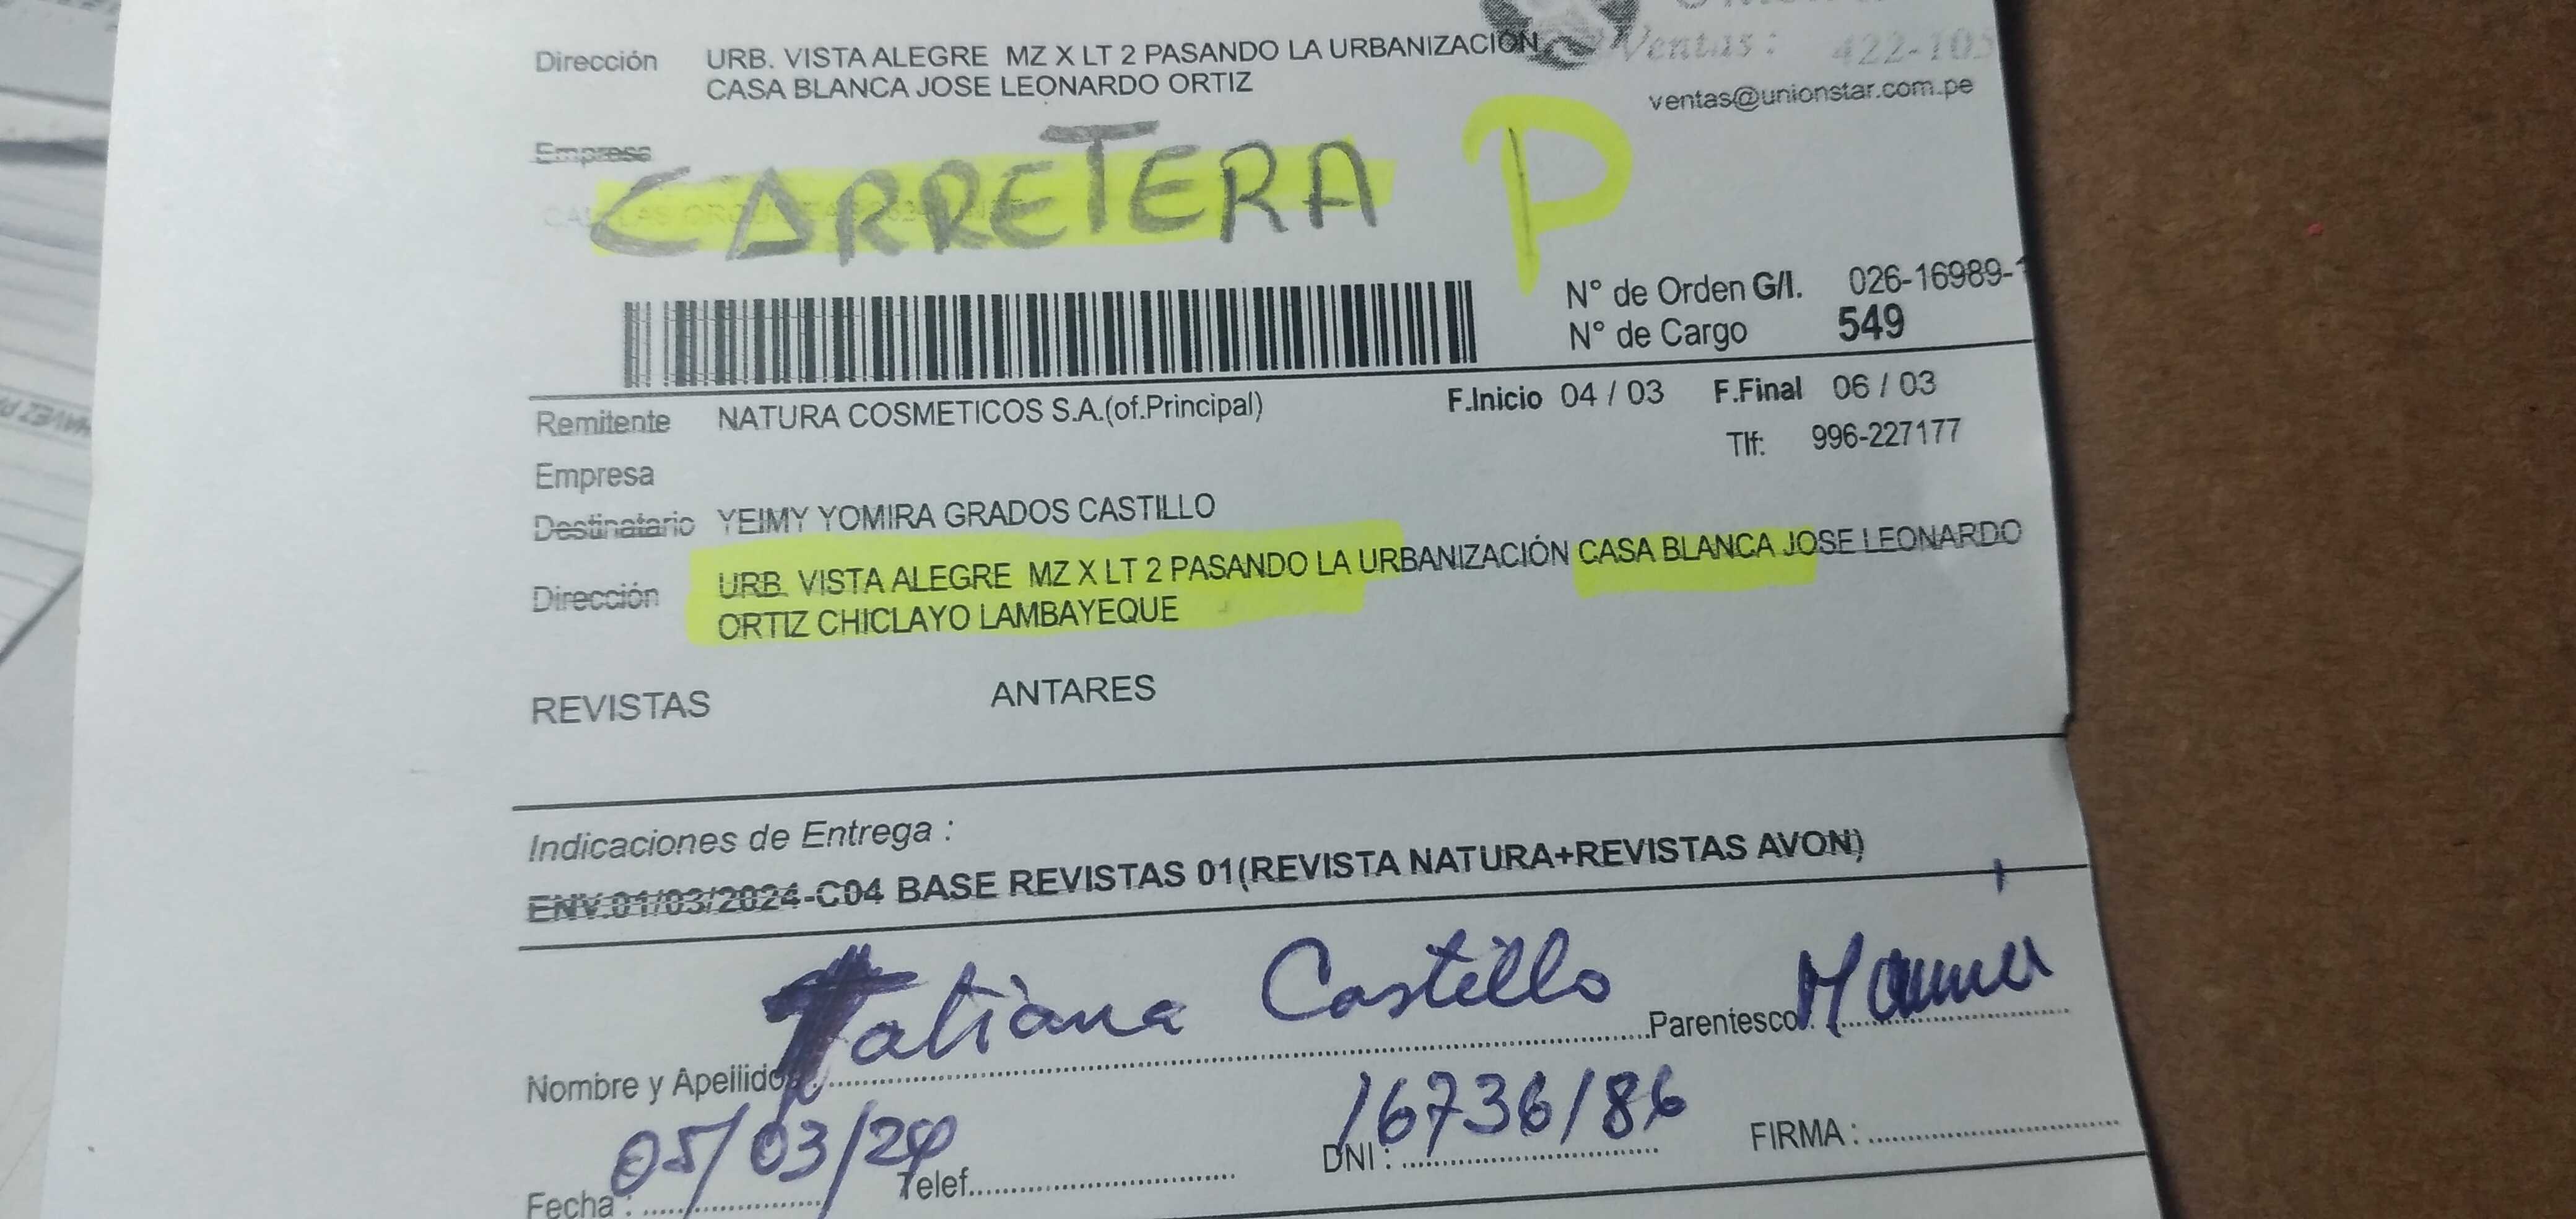 Dirección URB. VISTA ALEGRE MZ X LT 2 PASANDO LA URBANIZACIÓN
CASA BLANCA JOSE LEONARDO ORTIZ
Ventas: 422-105
ventas@unionstar.com.pe
Empresa
CARRETERA P
N° de Orden G/I. 026-16989-1
N° de Cargo 549
Remitente NATURA COSMETICOS S.A.(of.Principal) F.Inicio 04 / 03 F.Final 06 / 03
Tlf: 996-227177
Empresa
Destinatario YEIMY YOMIRA GRADOS CASTILLO
Dirección URB. VISTA ALEGRE MZ X LT 2 PASANDO LA URBANIZACIÓN CASA BLANCA JOSE LEONARDO
ORTIZ CHICLAYO LAMBAYEQUE
REVISTAS ANTARES
Indicaciones de Entrega :
ENV.01/03/2024-C04 BASE REVISTAS 01(REVISTA NATURA+REVISTAS AVON)
Nombre y Apellido Tatiana Castillo Parentesco
Fecha : 05/03/24 Telef. DNI : 16736186 FIRMA :